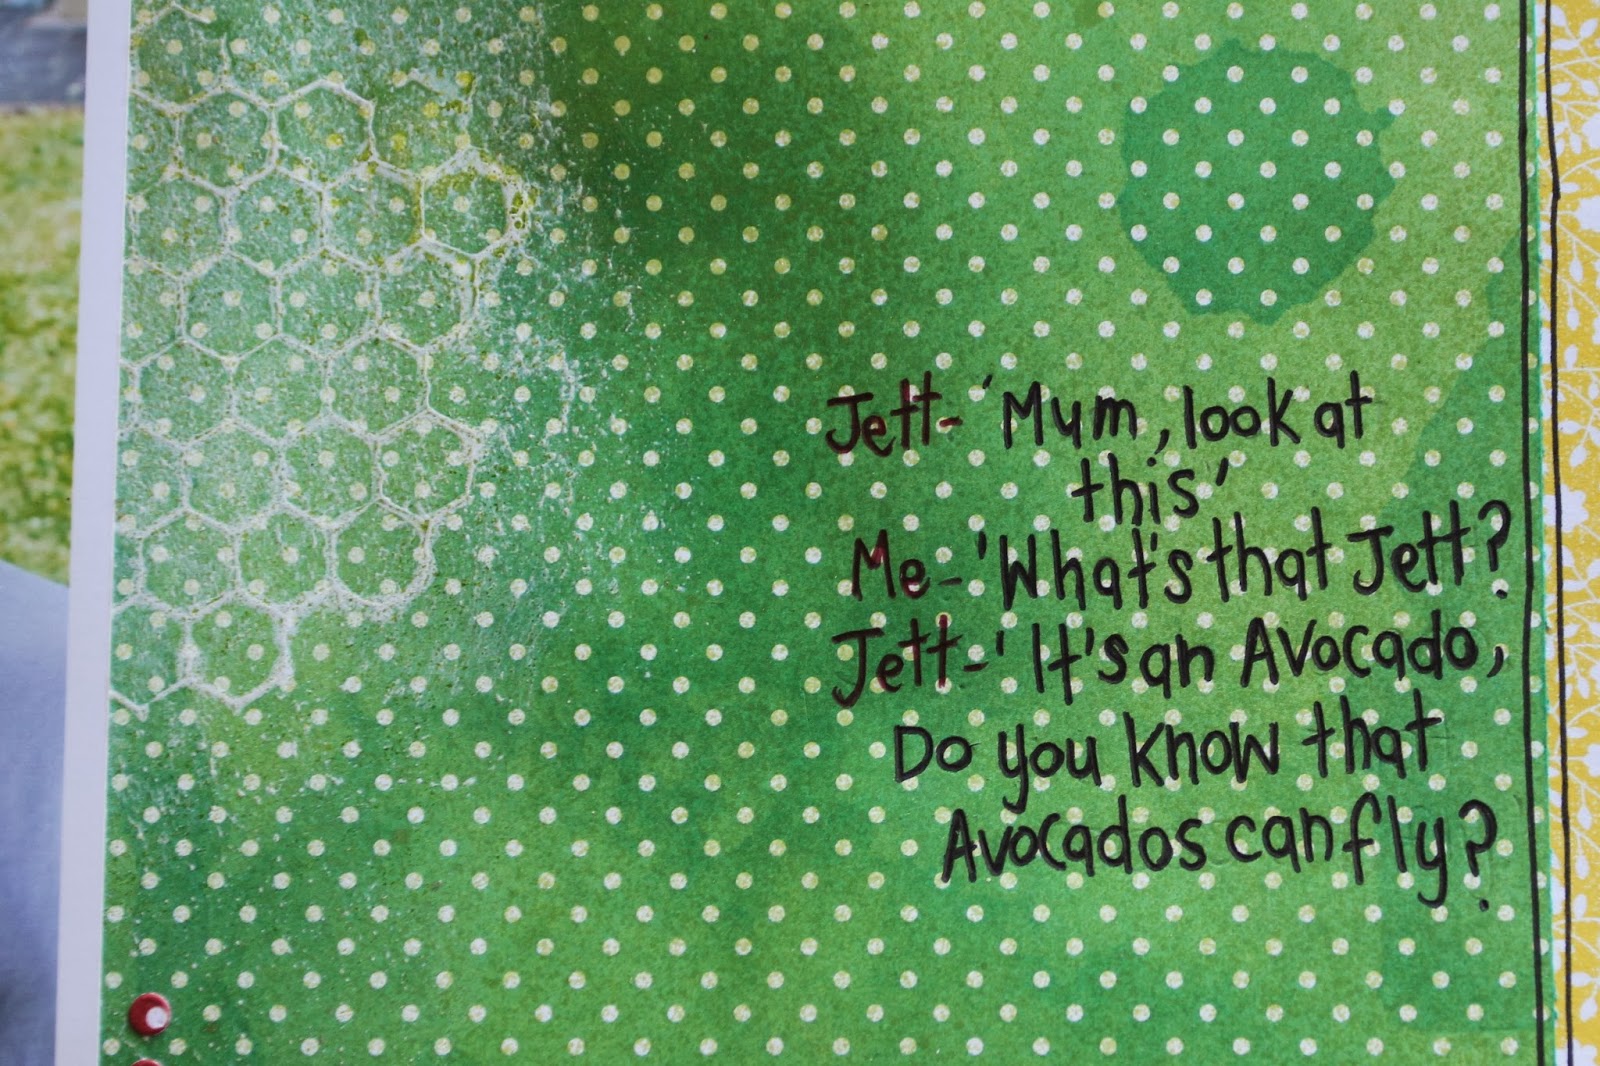 Jett- 'Mum, look at
this'
Me- 'What's that Jett?
Jett- 'It's an Avocado,
Do you know that
Avocados can fly?